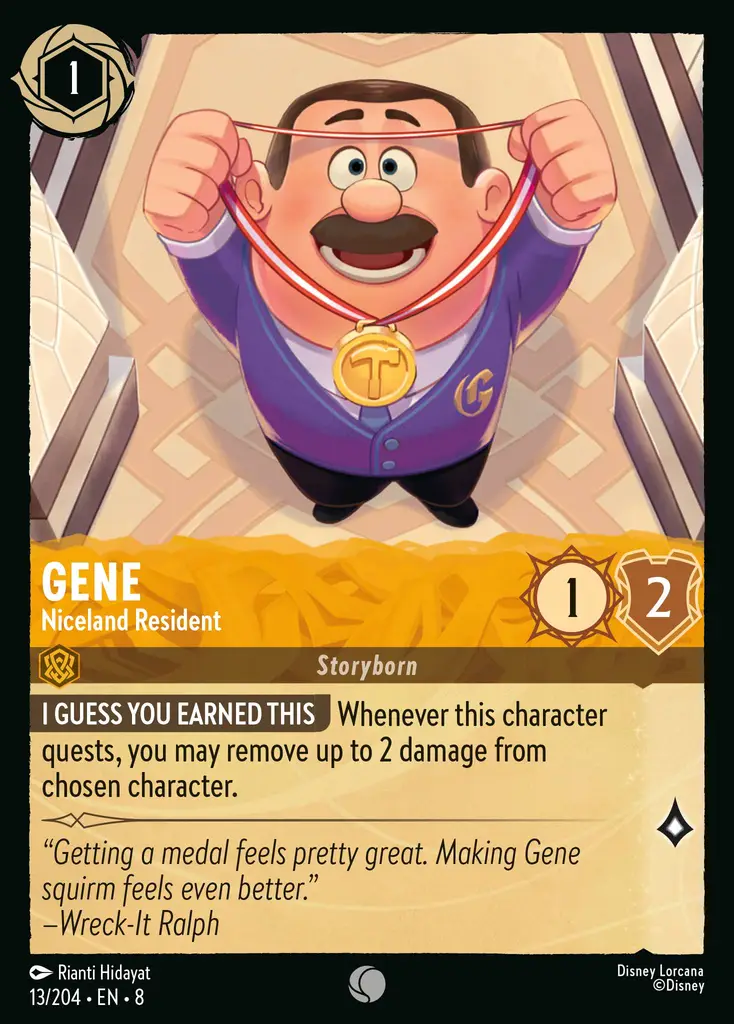 1
G
GENE
Niceland Resident
1
2
Storyborn
I GUESS YOU EARNED THIS Whenever this character
quests, you may remove up to 2 damage from
chosen character.
“Getting a medal feels pretty great. Making Gene
squirm feels even better.”
–Wreck-It Ralph
Rianti Hidayat
13/204 • EN • 8
Disney Lorcana
©Disney